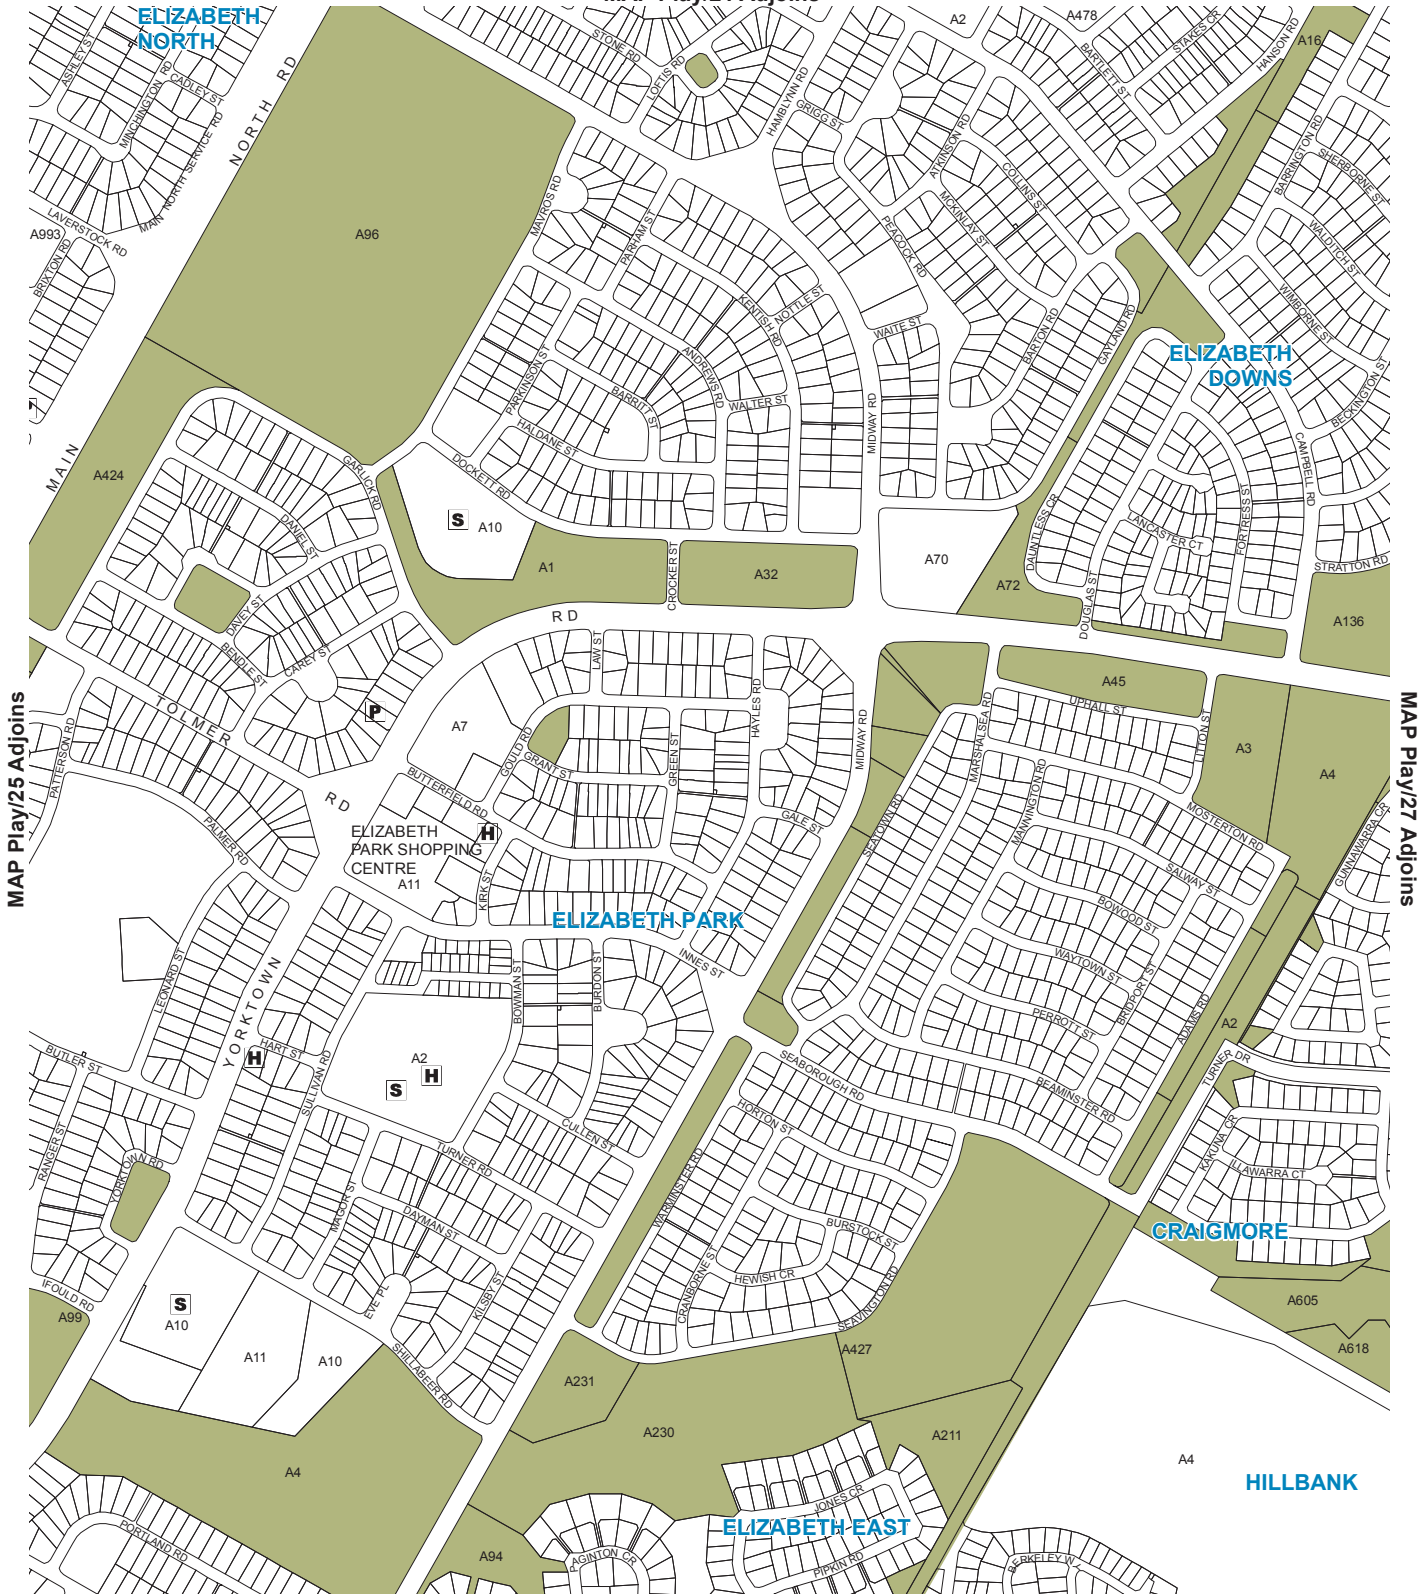 ELIZABETH
NORTH
A2
A478
STAKES CR
HANSON RD
A16
STONE RD
BARTLETT ST
ASHLEY ST
CADLEY ST
MINCHINGTON RD
LOFTIS RD
HAMBLYNN RD
GRIGG ST
NORTH RD
MAIN NORTH SERVICE RD
ATKINSON RD
COLLINS ST
BARRINGTON RD
SHERBORNE ST
MAVROS RD
MCKINLAY ST
LAVERSTOCK RD
A993
A96
PARHAM ST
PEACOCK RD
WALDITCH ST
BRIXTON RD
KENTISH RD
NOTTLE ST
WAITE ST
BARTON RD
GAYLAND RD
WIMBORNE ST
ELIZABETH
DOWNS
PARKINSON ST
ANDREWS RD
BARRITT ST
WALTER ST
MIDWAY RD
BECKINGTON ST
HALDANE ST
CAMPBELL RD
MAIN
DOCKETT RD
GARLICK RD
A424
S
A10
DANIEL ST
DAUNTLESS CR
LANCASTER CT
FORTRESS ST
A1
CROCKER ST
A32
A70
A72
STRATTON RD
DOUGLAS ST
A136
DAVEY ST
RD
LAW ST
BENDLE ST
CAREY ST
A45
UPHALL ST
MAP Play/25 Adjoins
MAP Play/27 Adjoins
TOLMER
P
A7
HAYLES RD
MIDWAY RD
MARSHALSEA RD
LITTON ST
A3
A4
PATTERSON RD
GOULD RD
GRANT ST
GREEN ST
MANNINGTON RD
RD
BUTTERFIELD RD
GALE ST
SEATOWN RD
MOSTERTON RD
GUNNAWARRA CR
PALMER RD
H
ELIZABETH
PARK SHOPPING
CENTRE
A11
KIRK ST
SALWAY ST
BOWOOD ST
ELIZABETH PARK
INNES ST
WAYTOWN ST
LEONARD ST
YORKTOWN
BOWMAN ST
BURDON ST
BRIDPORT ST
PERROTT ST
ADAMS RD
A2
BUTLER ST
H
HART ST
SULLIVAN RD
A2
S
H
SEABOROUGH RD
BEAMINSTER RD
TURNER DR
HORTON ST
CULLEN ST
KAKUNA CR
RANGER ST
YORKTOWN RD
TURNER RD
WARMINSTER RD
ILLAWARRA CT
MAGOR ST
DAYMAN ST
BURSTOCK ST
CRAIGMORE
HEWISH CR
CRANBORNE ST
IFOULD RD
EVE PL
KILSBY ST
SEAVINGTON RD
A605
S
A10
A99
A11
A10
SHILLABEER RD
A427
A618
A231
A230
A211
A4
A4
HILLBANK
JONES CR
ELIZABETH EAST
PORTLAND RD
A94
PAGINTON CR
PIPKIN RD